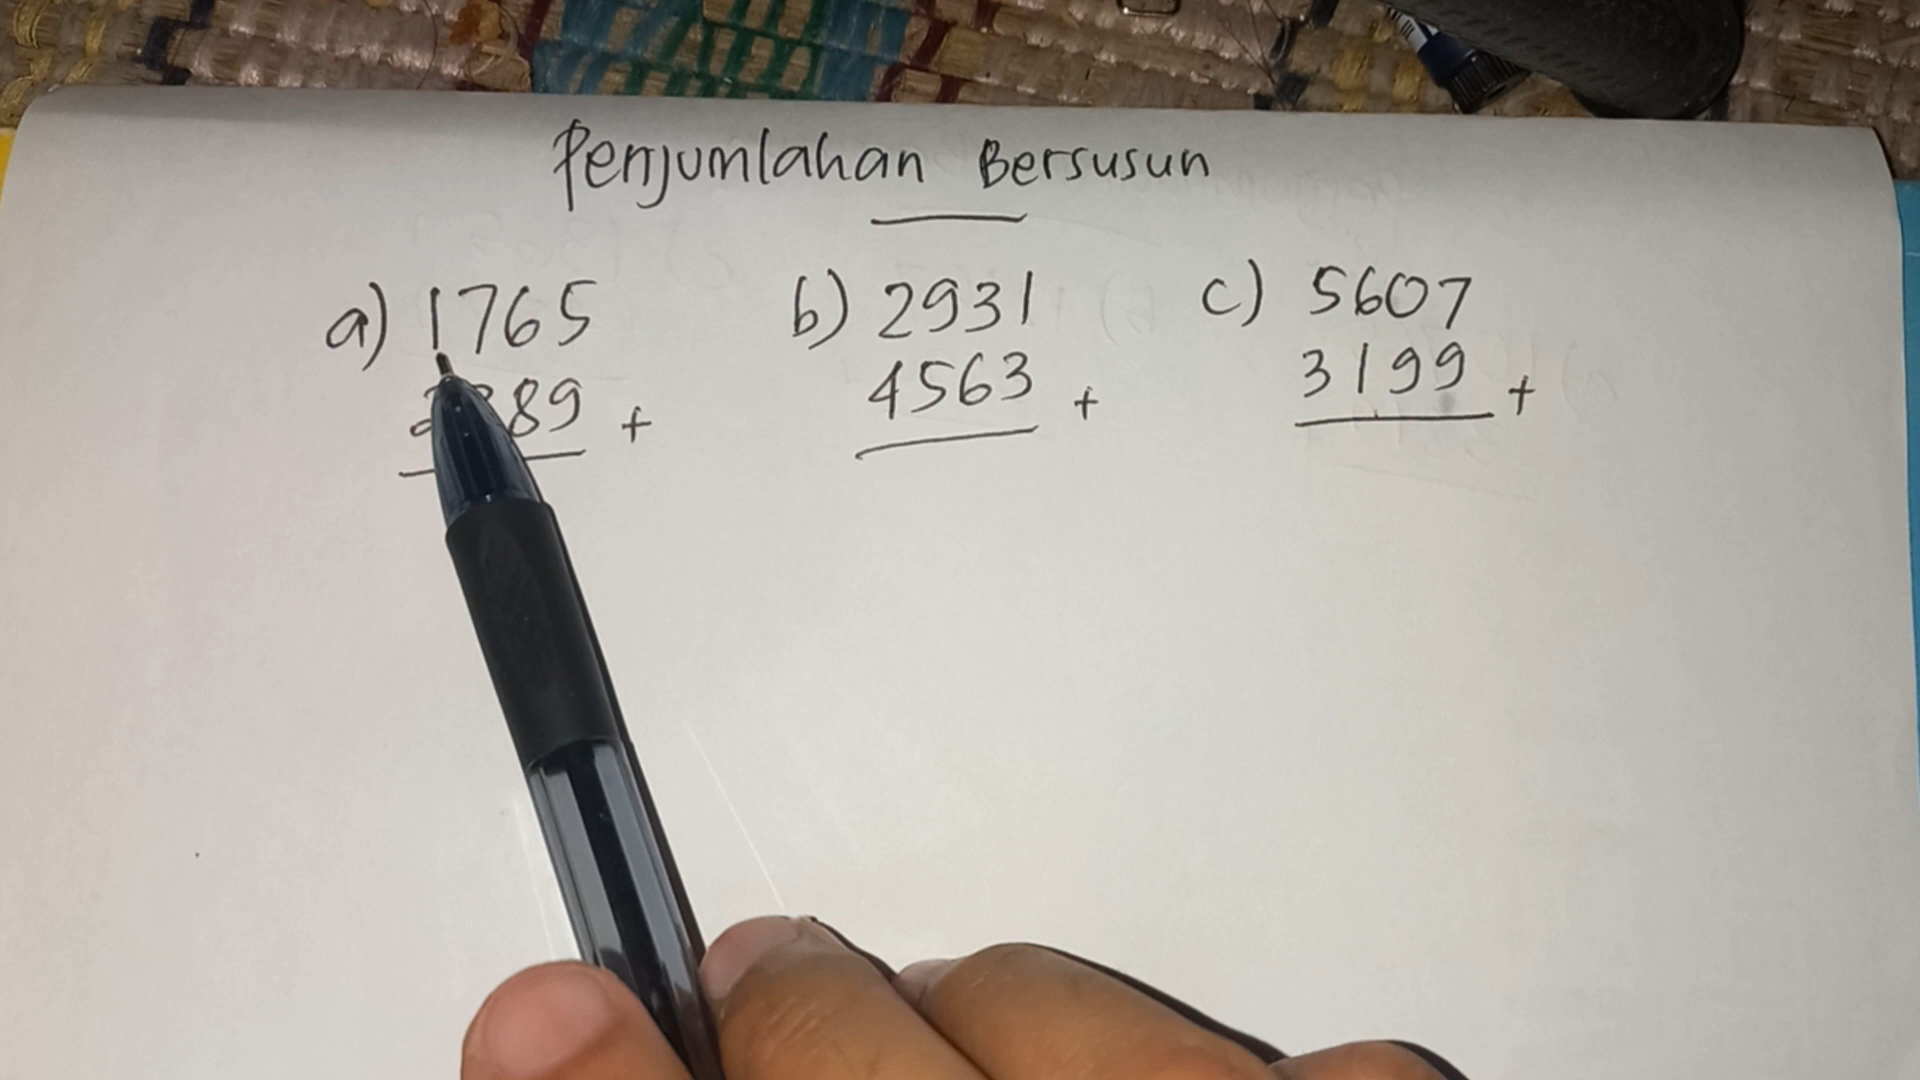 Penjumlahan Bersusun
a) 1765
89 +
b) 2931
4563 +
c) 5607
3199 +